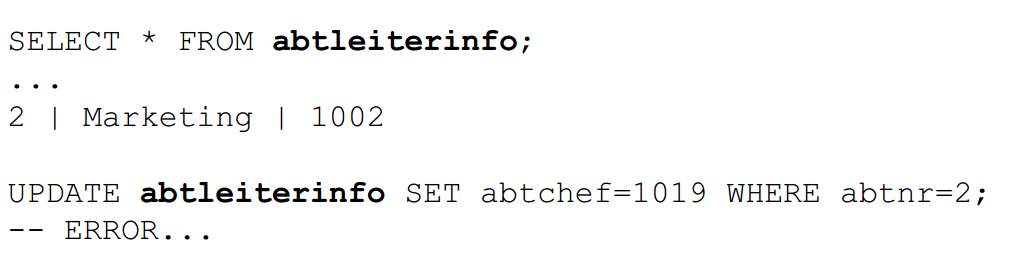 SELECT * FROM abtleiterinfo;
...
2 | Marketing | 1002
UPDATE abtleiterinfo SET abtchef=1019 WHERE abtnr=2;
-- ERROR...